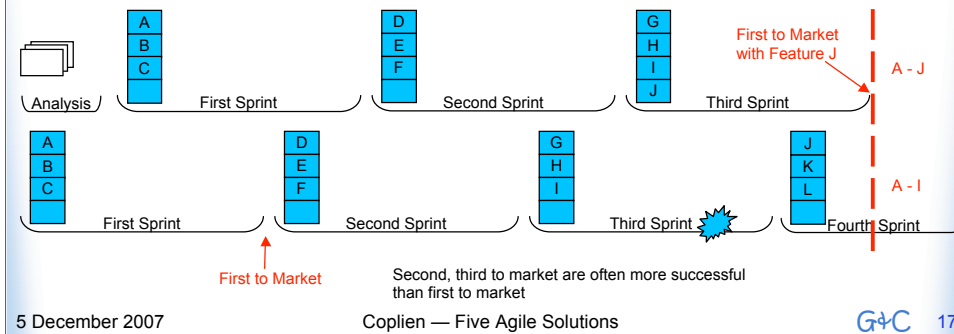 A
B
C
D
E
F
G
H
I
J
First to Market
with Feature J
A - J
Analysis
First Sprint
Second Sprint
Third Sprint
A
B
C
D
E
F
G
H
I
J
K
L
A - I
First Sprint
Second Sprint
Third Sprint
Fourth Sprint
First to Market
Second, third to market are often more successful
than first to market
5 December 2007
Coplien — Five Agile Solutions
G&C 17